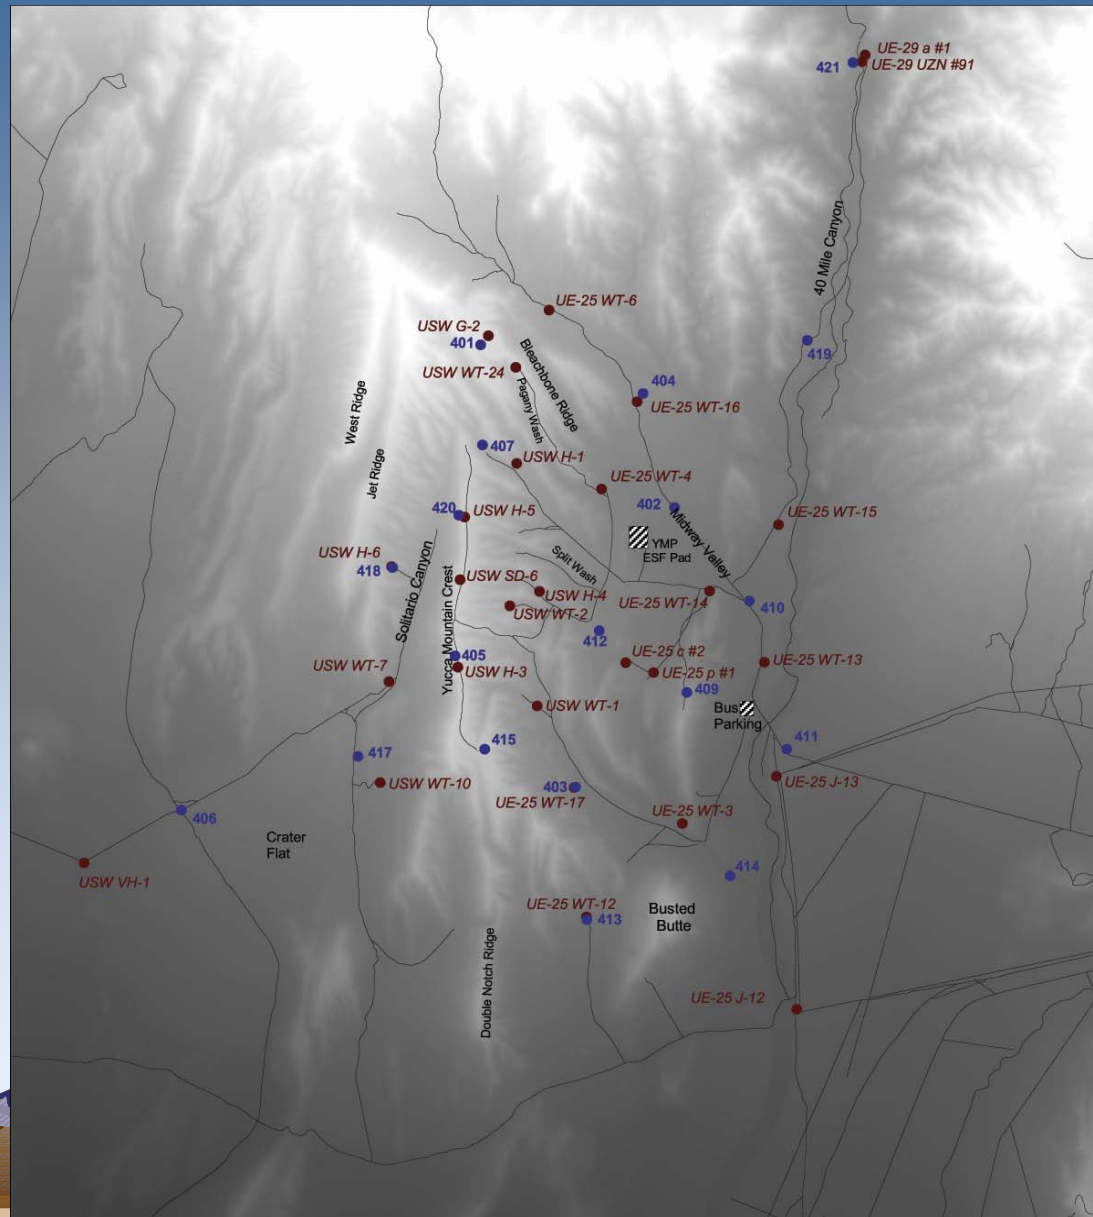 UE-29 a #1
421
UE-29 UZN #91
40 Mile Canyon
UE-25 WT-6
USW G-2
401
419
Bleachbone Ridge
USW WT-24
Pagany Wash
404
UE-25 WT-16
West Ridge
407
USW H-1
Jet Ridge
UE-25 WT-4
402
420
USW H-5
UE-25 WT-15
Midway Valley
YMP
ESF Pad
USW H-6
418
Split Wash
Solitario Canyon
USW SD-6
USW H-4
UE-25 WT-14
410
USW WT-2
Yucca Mountain Crest
412
405
UE-25 c #2
UE-25 WT-13
USW WT-7
USW H-3
UE-25 p #1
409
USW WT-1
Bus
Parking
415
411
417
USW WT-10
UE-25 J-13
403
UE-25 WT-17
406
UE-25 WT-3
Crater
Flat
USW VH-1
414
UE-25 WT-12
413
Busted
Butte
Double Notch Ridge
UE-25 J-12